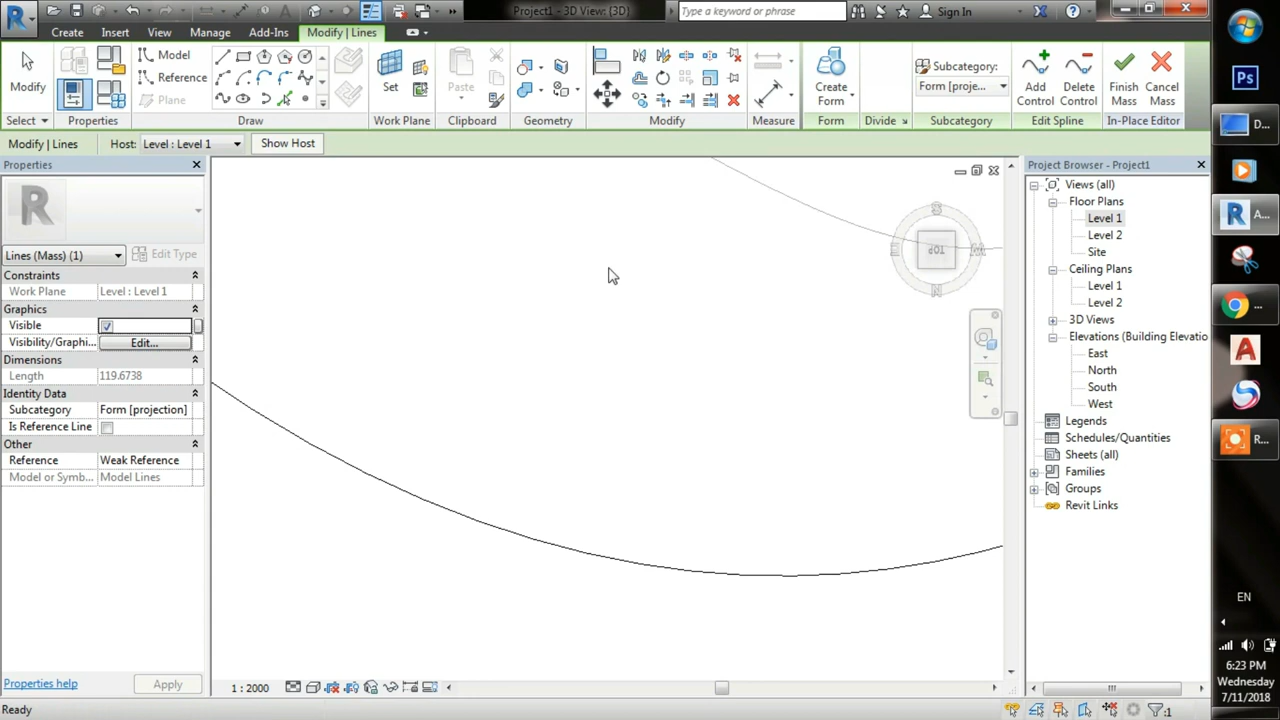 Project1 - 3D View: {3D}
Type a keyword or phrase
Sign In
Create
Insert
View
Manage
Add-Ins
Modify | Lines
Modify
Model
Reference
Plane
Set
Paste
Create
Form
Subcategory:
Form [proje...
Add
Control
Delete
Control
Finish
Mass
Cancel
Mass
Select
Properties
Draw
Work Plane
Clipboard
Geometry
Modify
Measure
Form
Divide
Subcategory
Edit Spline
In-Place Editor
Modify | Lines
Host:
Level : Level 1
Show Host
Properties
R
Lines (Mass) (1)
Edit Type
Constraints
Work Plane
Level : Level 1
Graphics
Visible
Visibility/Graphi...
Edit...
Dimensions
Length
119.6738
Identity Data
Subcategory
Form [projection]
Is Reference Line
Other
Reference
Weak Reference
Model or Symb...
Model Lines
Properties help
Apply
S
E
TOP
W
N
1 : 2000
Project Browser - Project1
Views (all)
Floor Plans
Level 1
Level 2
Site
Ceiling Plans
Level 1
Level 2
3D Views
Elevations (Building Elevatio
East
North
South
West
Legends
Schedules/Quantities
Sheets (all)
Families
Groups
Revit Links
Ready
:1
Ps
D...
R
A...
...
A
R...
EN
6:23 PM
Wednesday
7/11/2018